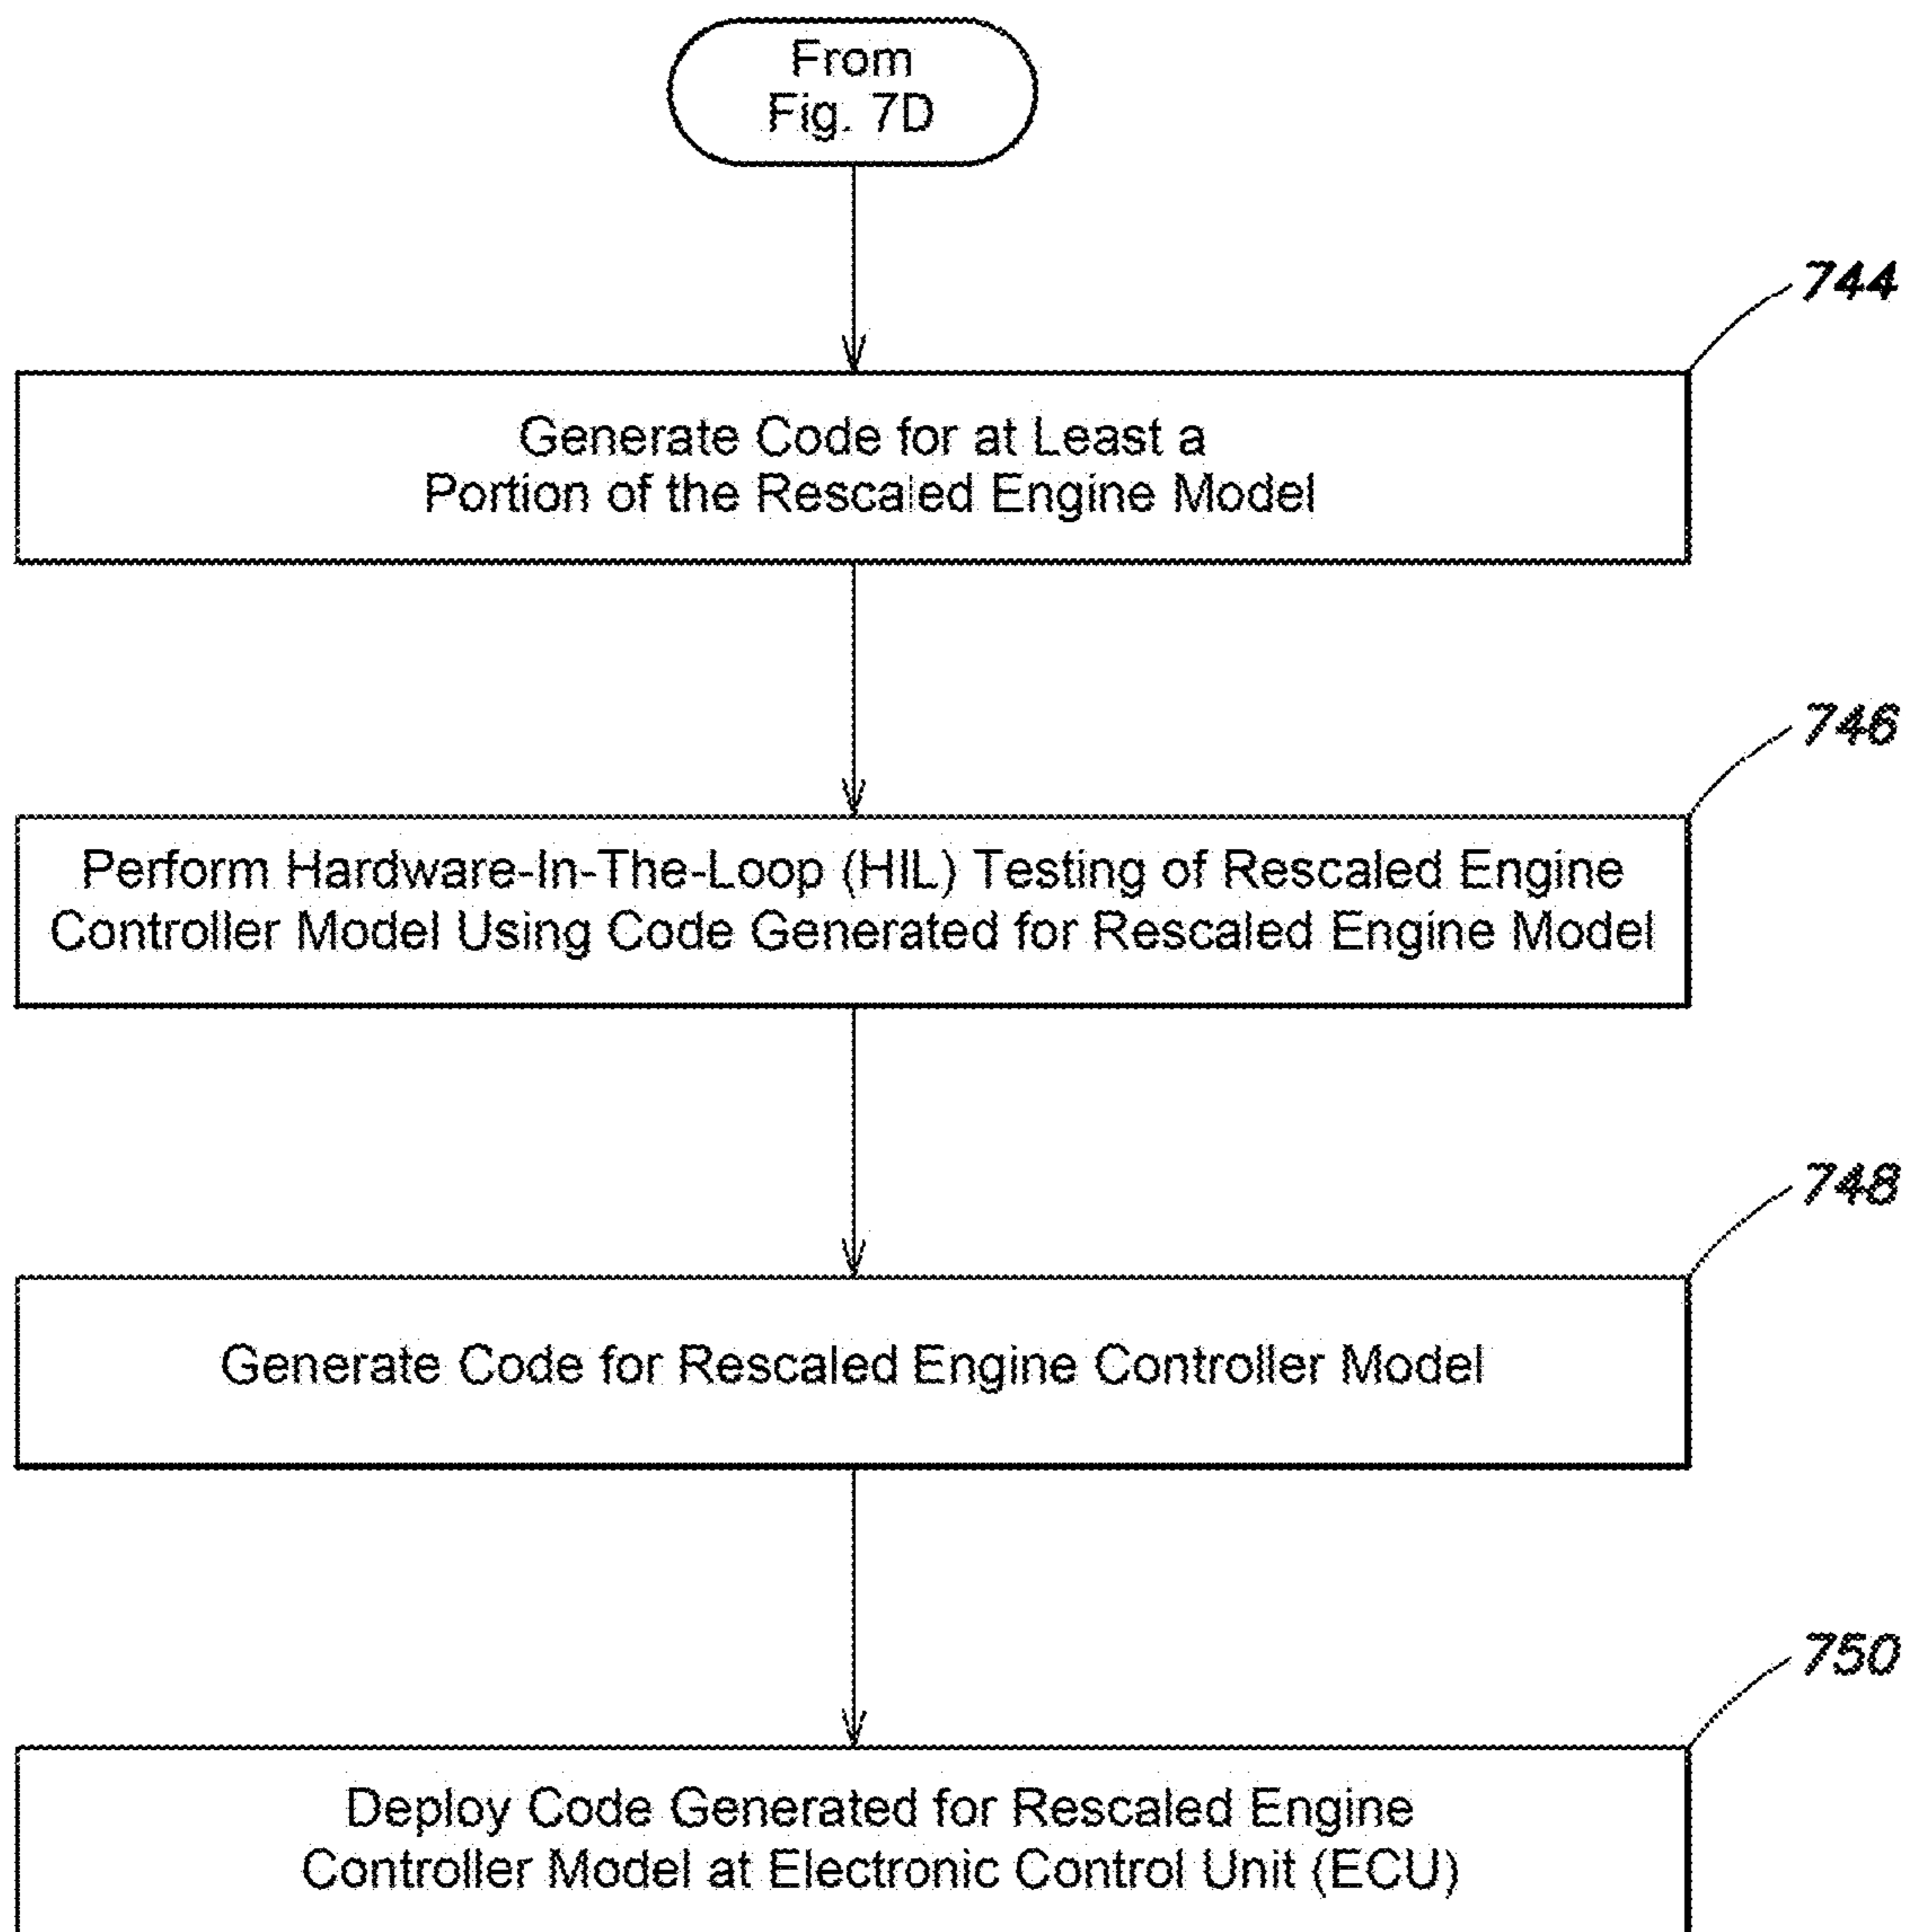 From
Fig. 7D
744
Generate Code for at Least a
Portion of the Rescaled Engine Model
746
Perform Hardware-In-The-Loop (HIL) Testing of Rescaled Engine
Controller Model Using Code Generated for Rescaled Engine Model
748
Generate Code for Rescaled Engine Controller Model
750
Deploy Code Generated for Rescaled Engine
Controller Model at Electronic Control Unit (ECU)